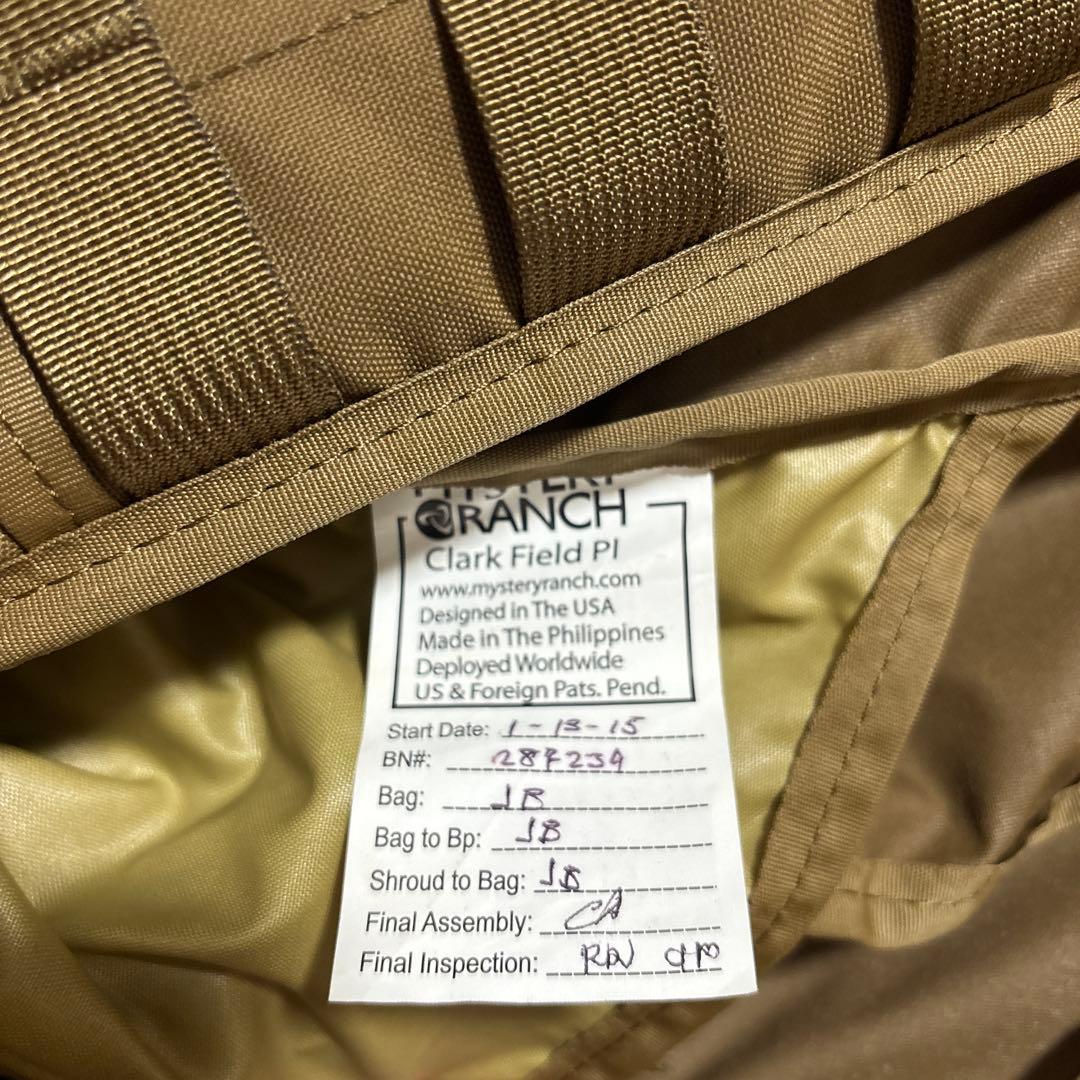 MYSTERY
RANCH
Clark Field PI
www.mysteryranch.com
Designed in The USA
Made in The Philippines
Deployed Worldwide
US & Foreign Pats. Pend.
Start Date: 1-13-15
BN#: 287239
Bag: JB
Bag to Bp: JB
Shroud to Bag: JB
Final Assembly: CA
Final Inspection: